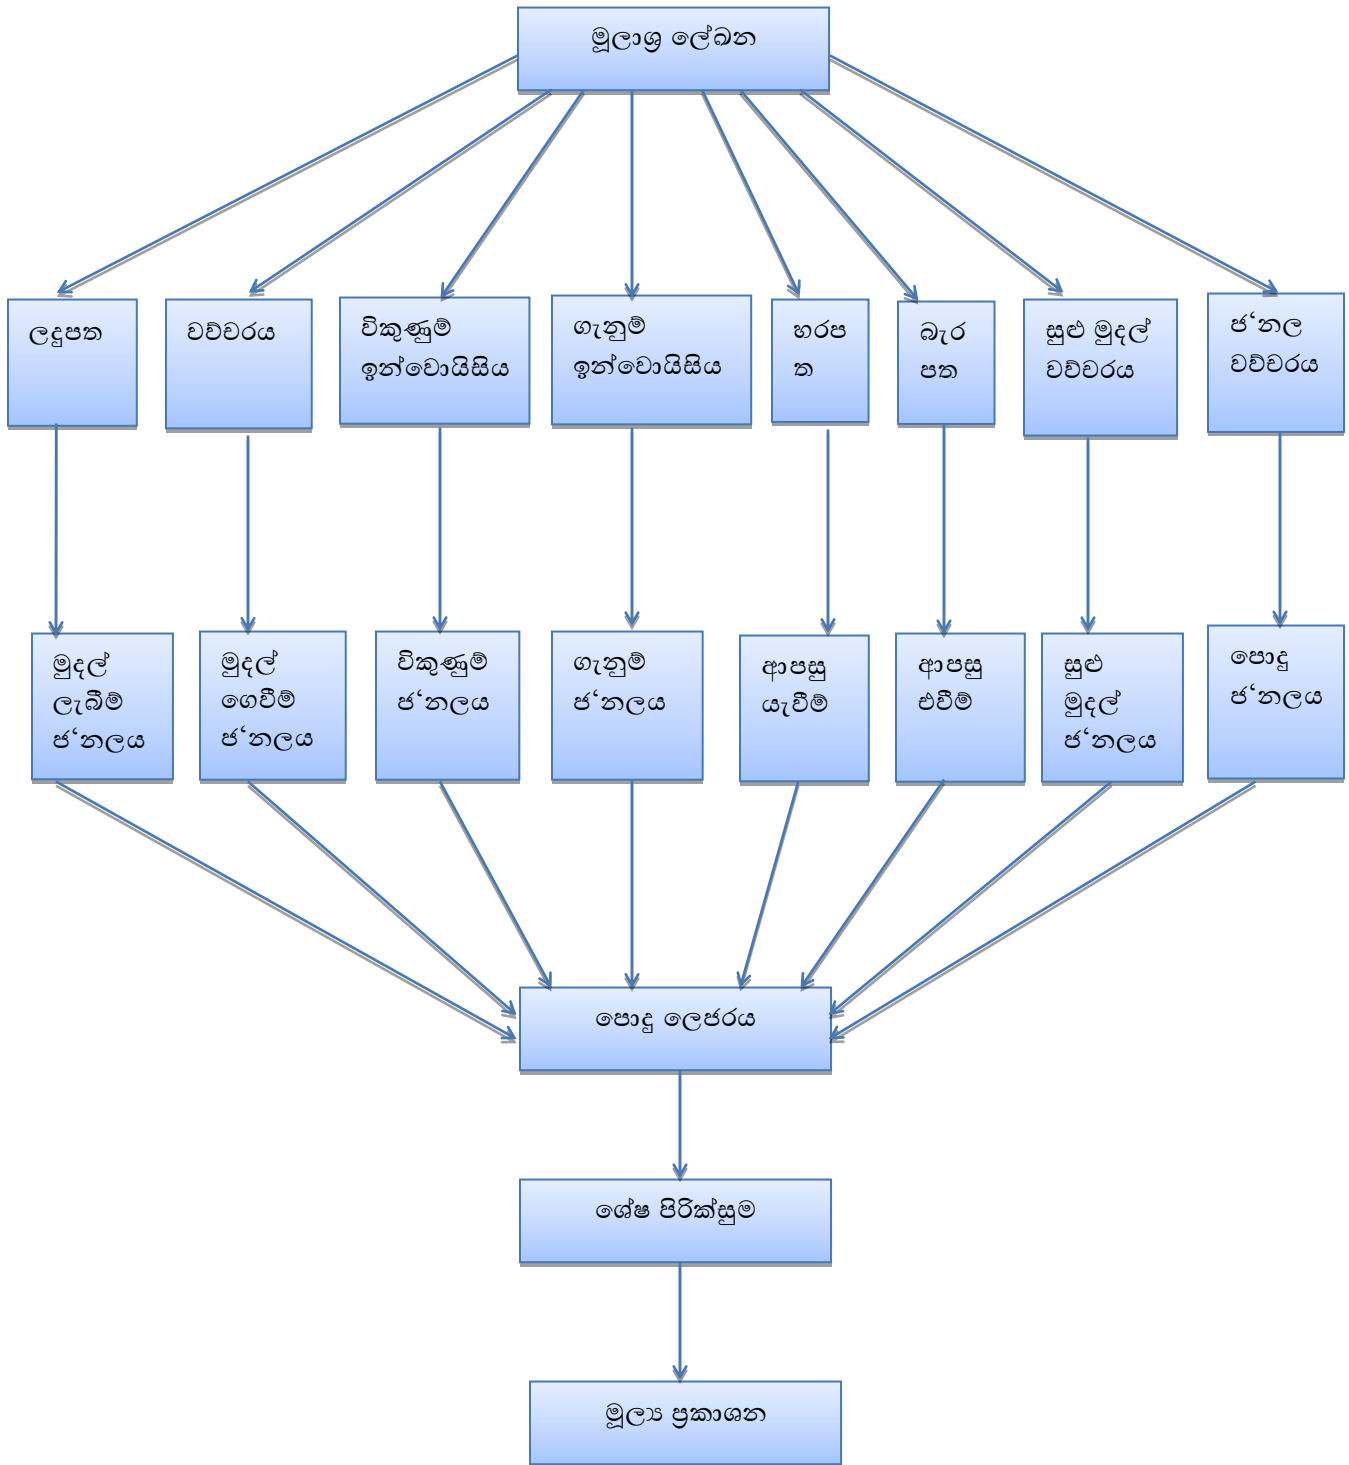 මූලාශ්‍ර ලේඛන
ලදුපත
වව්චරය
විකුණුම්
ඉන්වොයිසිය
ගැනුම්
ඉන්වොයිසිය
හරප
ත
බැර
පත
සුළු මුදල්
වව්චරය
ජ‘නල
වව්චරය
මුදල්
ලැබීම්
ජ‘නලය
මුදල්
ගෙවීම්
ජ‘නලය
විකුණුම්
ජ‘නලය
ගැනුම්
ජ‘නලය
ආපසු
යැවීම්
ආපසු
එවීම්
සුළු
මුදල්
ජ‘නලය
පොදු
ජ‘නලය
පොදු ලෙජරය
ශේෂ පිරික්සුම
මූල්‍ය ප්‍රකාශන